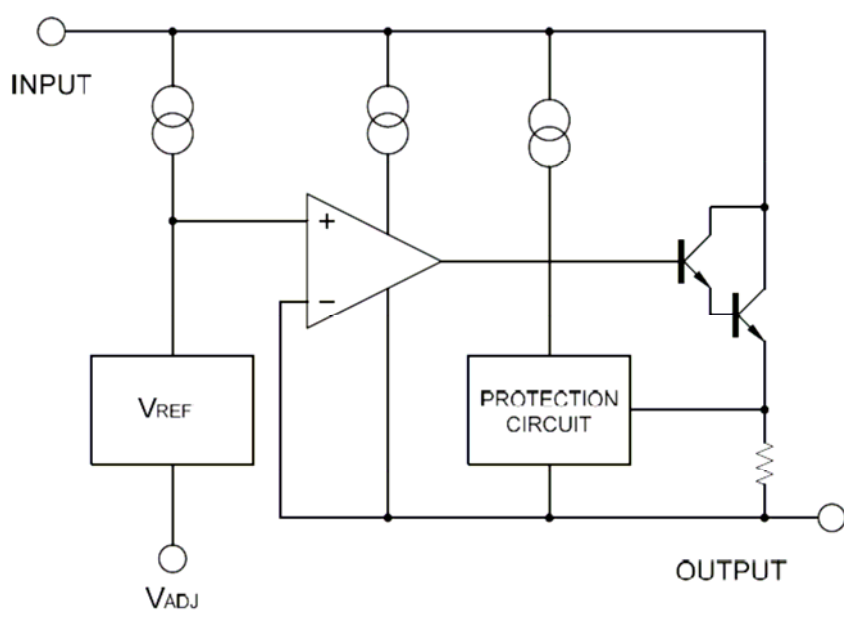 INPUT
+
−
VREF
PROTECTION
CIRCUIT
OUTPUT
VADJ